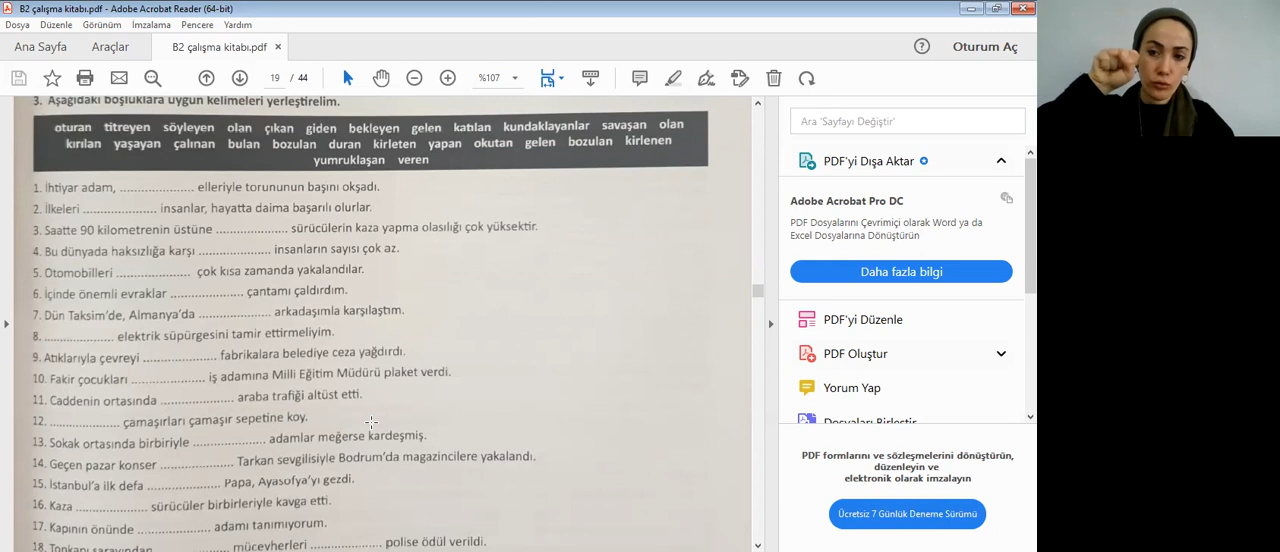 B2 çalışma kitabı.pdf - Adobe Acrobat Reader (64-bit)
Dosya Düzenle Görünüm İmzalama Pencere Yardım
Ana Sayfa Araçlar B2 çalışma kitabı.pdf × Oturum Aç
19 / 44 %107
3. Aşağıdaki boşluklara uygun kelimeleri yerleştirelim.
oturan titreyen söyleyen olan çıkan giden bekleyen gelen katılan kundaklayanlar savaşan olan
kırılan yaşayan çalınan bulan bozulan duran kirleten yapan okutan gelen bozulan kirlenen
yumruklaşan veren
1. İhtiyar adam, .................. elleriyle torununun başını okşadı.
2. İlkeleri .................. insanlar, hayatta daima başarılı olurlar.
3. Saatte 90 kilometrenin üstüne .................. sürücülerin kaza yapma olasılığı çok yüksektir.
4. Bu dünyada haksızlığa karşı .................. insanların sayısı çok az.
5. Otomobilleri .................. çok kısa zamanda yakalandılar.
6. İçinde önemli evraklar .................. çantamı çaldırdım.
7. Dün Taksim'de, Almanya'da .................. arkadaşımla karşılaştım.
8. .................. elektrik süpürgesini tamir ettirmeliyim.
9. Atıklarıyla çevreyi .................. fabrikalara belediye ceza yağdırdı.
10. Fakir çocukları .................. iş adamına Milli Eğitim Müdürü plaket verdi.
11. Caddenin ortasında .................. araba trafiği altüst etti.
12. .................. çamaşırları çamaşır sepetine koy.
13. Sokak ortasında birbiriyle .................. adamlar meğerse kardeşmiş.
14. Geçen pazar konser .................. Tarkan sevgilisiyle Bodrum'da magazincilere yakalandı.
15. İstanbul'a ilk defa .................. Papa, Ayasofya'yı gezdi.
16. Kaza .................. sürücüler birbirleriyle kavga etti.
17. Kapının önünde .................. adamı tanımıyorum.
18. Topkapı sarayından .................. mücevherleri .................. polise ödül verildi.
Ara 'Sayfayı Değiştir'
PDF'yi Dışa Aktar
Adobe Acrobat Pro DC
PDF Dosyalarını Çevrimiçi olarak Word ya da
Excel Dosyalarına Dönüştürün
Daha fazla bilgi
PDF'yi Düzenle
PDF Oluştur
Yorum Yap
Dosyaları Birleştir
PDF formlarını ve sözleşmelerini dönüştürün,
düzenleyin ve
elektronik olarak imzalayın
Ücretsiz 7 Günlük Deneme Sürümü